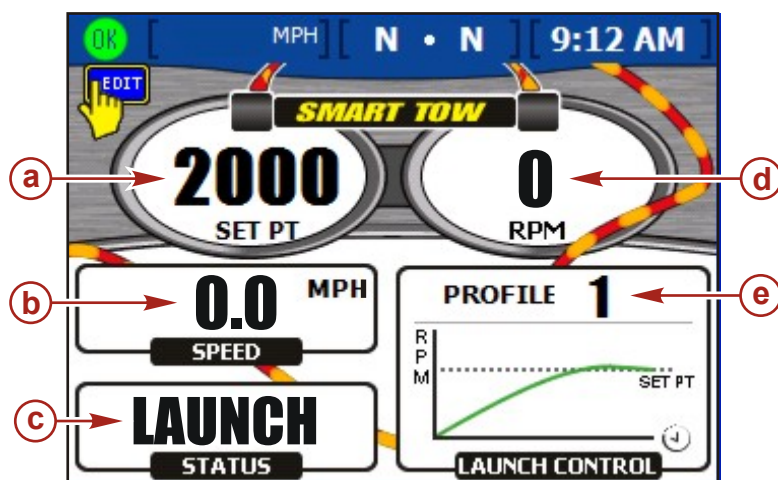 OK [ MPH ] [ N • N ] [ 9:12 AM ]
EDIT
SMART TOW
2000
SET PT
0
RPM
a
d
0.0 MPH
SPEED
b
PROFILE 1
e
RPM
SET PT
LAUNCH CONTROL
LAUNCH
STATUS
c